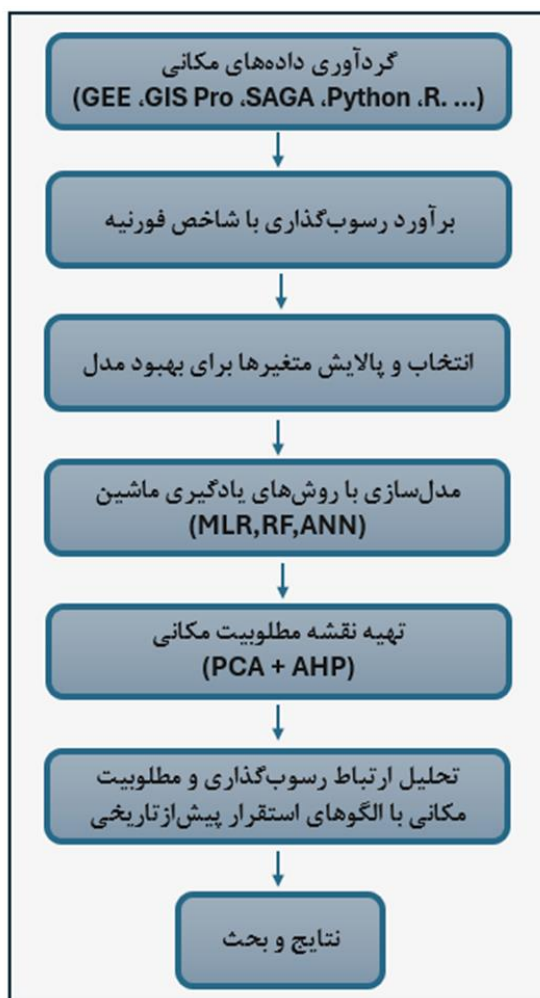 گردآوری داده‌های مکانی
(GEE ،GIS Pro ،SAGA ،Python ،R. ...)
برآورد رسوب‌گذاری با شاخص فورنیه
انتخاب و پالایش متغیرها برای بهبود مدل
مدل‌سازی با روش‌های یادگیری ماشین
(MLR,RF,ANN)
تهیه نقشه مطلوبیت مکانی
(PCA + AHP)
تحلیل ارتباط رسوب‌گذاری و مطلوبیت
مکانی با الگوهای استقرار پیش‌ازتاریخی
نتایج و بحث